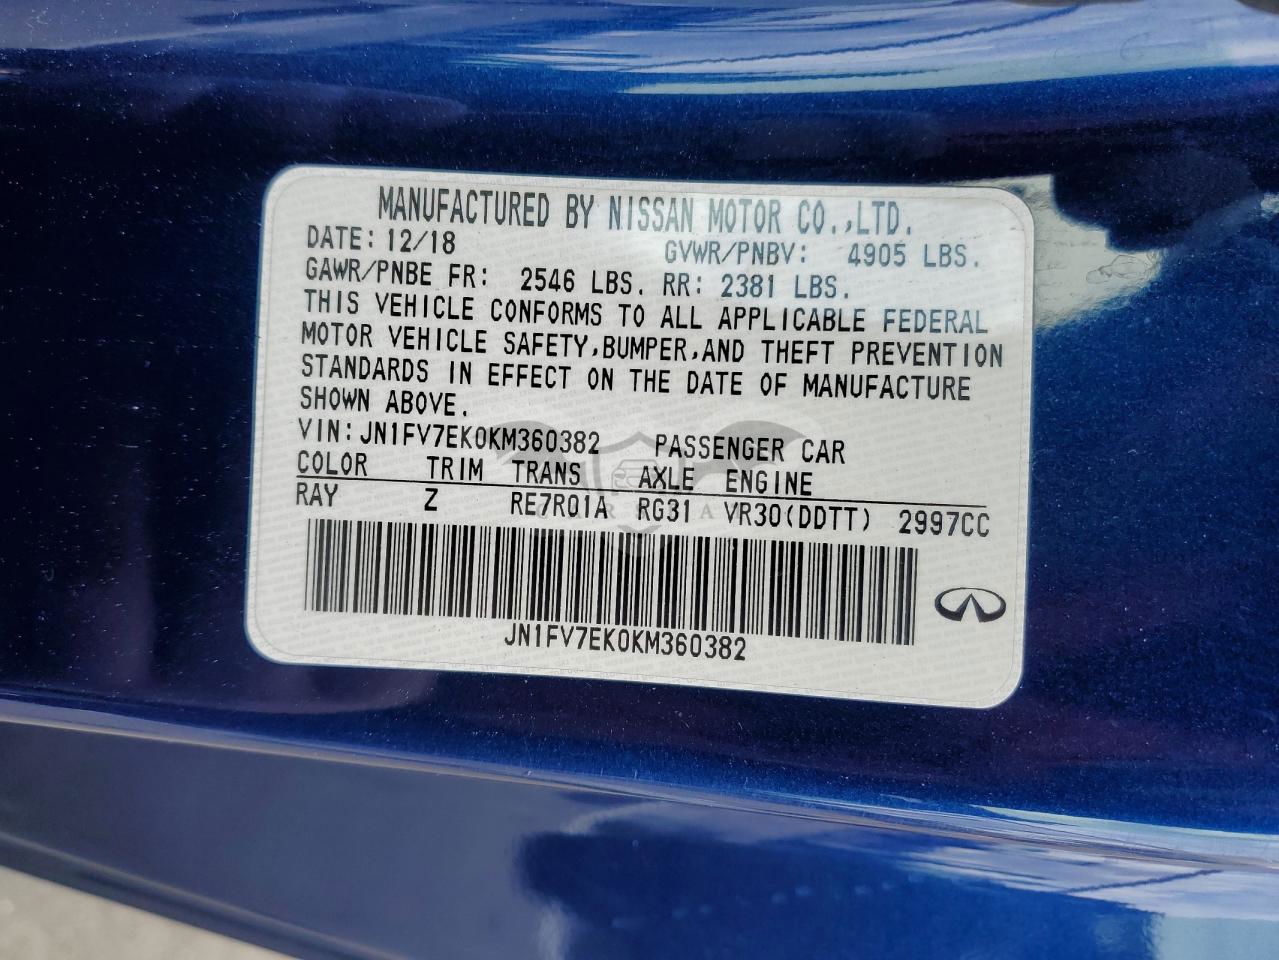 MANUFACTURED BY NISSAN MOTOR CO.,LTD.
DATE: 12/18 GVWR/PNBV: 4905 LBS.
GAWR/PNBE FR: 2546 LBS. RR: 2381 LBS.
THIS VEHICLE CONFORMS TO ALL APPLICABLE FEDERAL
MOTOR VEHICLE SAFETY,BUMPER,AND THEFT PREVENTION
STANDARDS IN EFFECT ON THE DATE OF MANUFACTURE
SHOWN ABOVE.
VIN:JN1FV7EK0KM360382 PASSENGER CAR
COLOR TRIM TRANS AXLE ENGINE
RAY Z RE7R01A RG31 VR30(DDTT) 2997CC
JN1FV7EK0KM360382